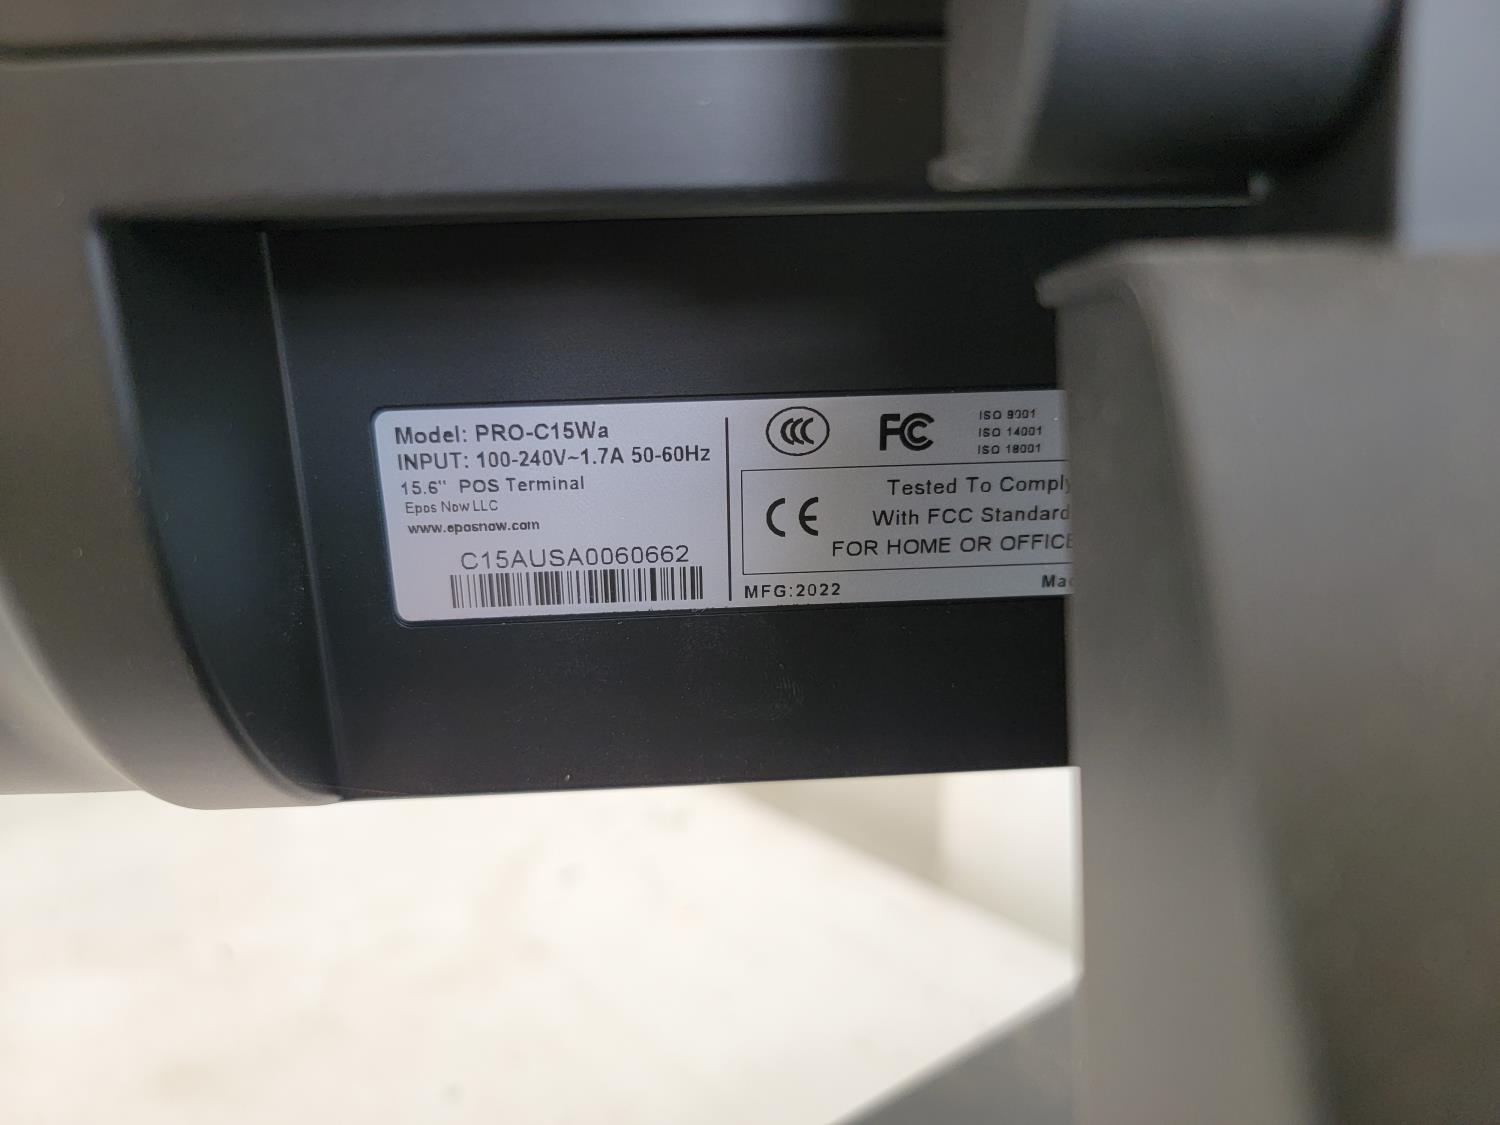 Model: PRO-C15Wa
INPUT: 100-240V~1.7A 50-60Hz
15.6" POS Terminal
Epos Now LLC
www.eposnow.com
C15AUSA0060662
CCC
FC
ISO 9001
ISO 14001
ISO 18001
CE
Tested To Comply
With FCC Standard
FOR HOME OR OFFICE
MFG:2022